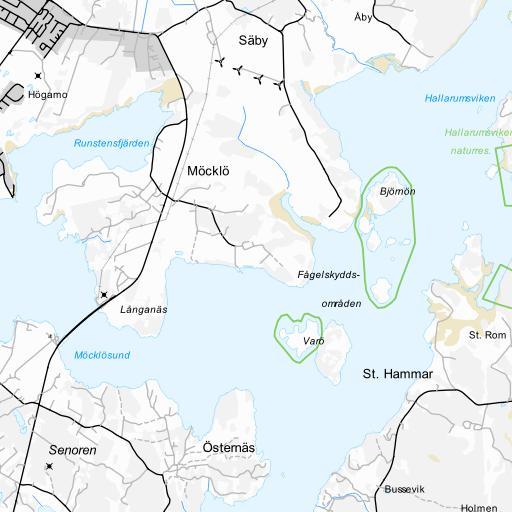 Åby
Säby
Högamo
Hallarumsviken
Hallarumsviken
naturres.
Runstensfjärden
Möcklö
Björnön
Fågelskydds-
områden
Långanäs
St. Rom
Varö
Möcklösund
St. Hammar
Senoren
Östernäs
Bussevik
Holmen